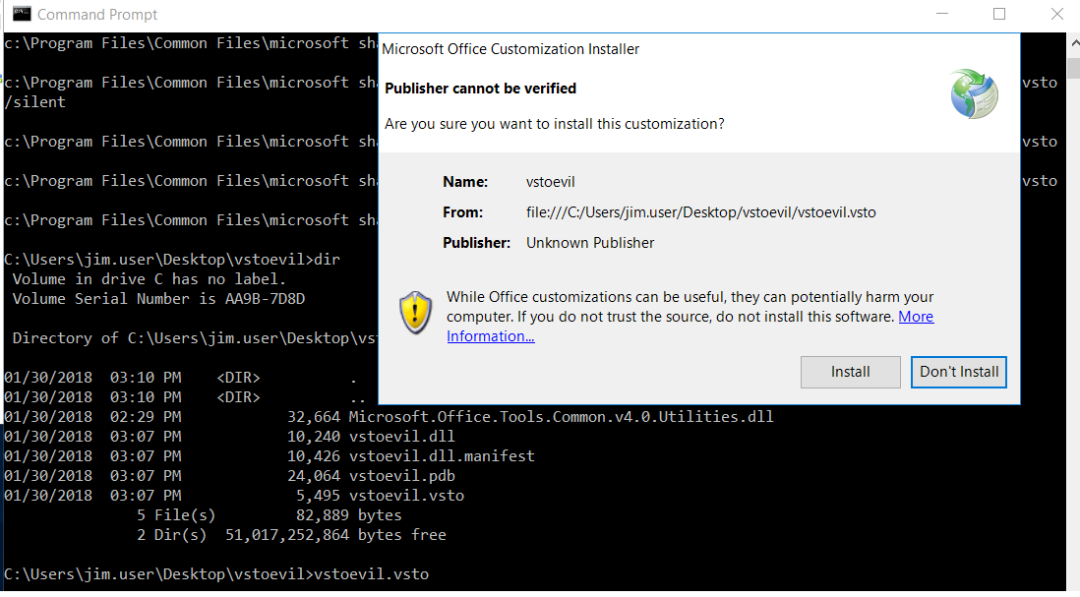 Command Prompt
c:\Program Files\Common Files\microsoft sh
Microsoft Office Customization Installer
Publisher cannot be verified
c:\Program Files\Common Files\microsoft sh vsto
/silent
Are you sure you want to install this customization?
c:\Program Files\Common Files\microsoft sh vsto
c:\Program Files\Common Files\microsoft sh vsto
Name: vstoevil
From: file:///C:/Users/jim.user/Desktop/vstoevil/vstoevil.vsto
c:\Program Files\Common Files\microsoft sh
Publisher: Unknown Publisher
C:\Users\jim.user\Desktop\vstoevil>dir
Volume in drive C has no label.
Volume Serial Number is AA9B-7D8D
While Office customizations can be useful, they can potentially harm your
computer. If you do not trust the source, do not install this software. More
Information...
Directory of C:\Users\jim.user\Desktop\vs
Install Don't Install
01/30/2018 03:10 PM <DIR> .
01/30/2018 03:10 PM <DIR> ..
01/30/2018 02:29 PM 32,664 Microsoft.Office.Tools.Common.v4.0.Utilities.dll
01/30/2018 03:07 PM 10,240 vstoevil.dll
01/30/2018 03:07 PM 10,426 vstoevil.dll.manifest
01/30/2018 03:07 PM 24,064 vstoevil.pdb
01/30/2018 03:07 PM 5,495 vstoevil.vsto
5 File(s) 82,889 bytes
2 Dir(s) 51,017,252,864 bytes free
C:\Users\jim.user\Desktop\vstoevil>vstoevil.vsto